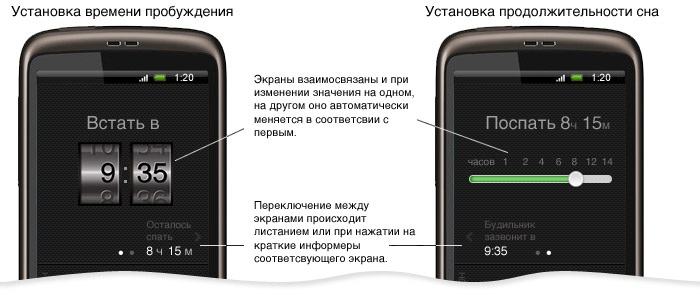 Установка времени пробуждения
Установка продолжительности сна
1:20
Встать в
9:35
Осталось
спать
8 ч 15 м
Экраны взаимосвязаны и при
изменении значения на одном,
на другом оно автоматически
меняется в соответсвии с
первым.
Переключение между
экранами происходит
листанием или при нажатии на
краткие информеры
соответсвующего экрана.
1:20
Поспать 8ч 15м
часов 1 2 4 6 8 12 14
Будильник
зазвонит в
9:35